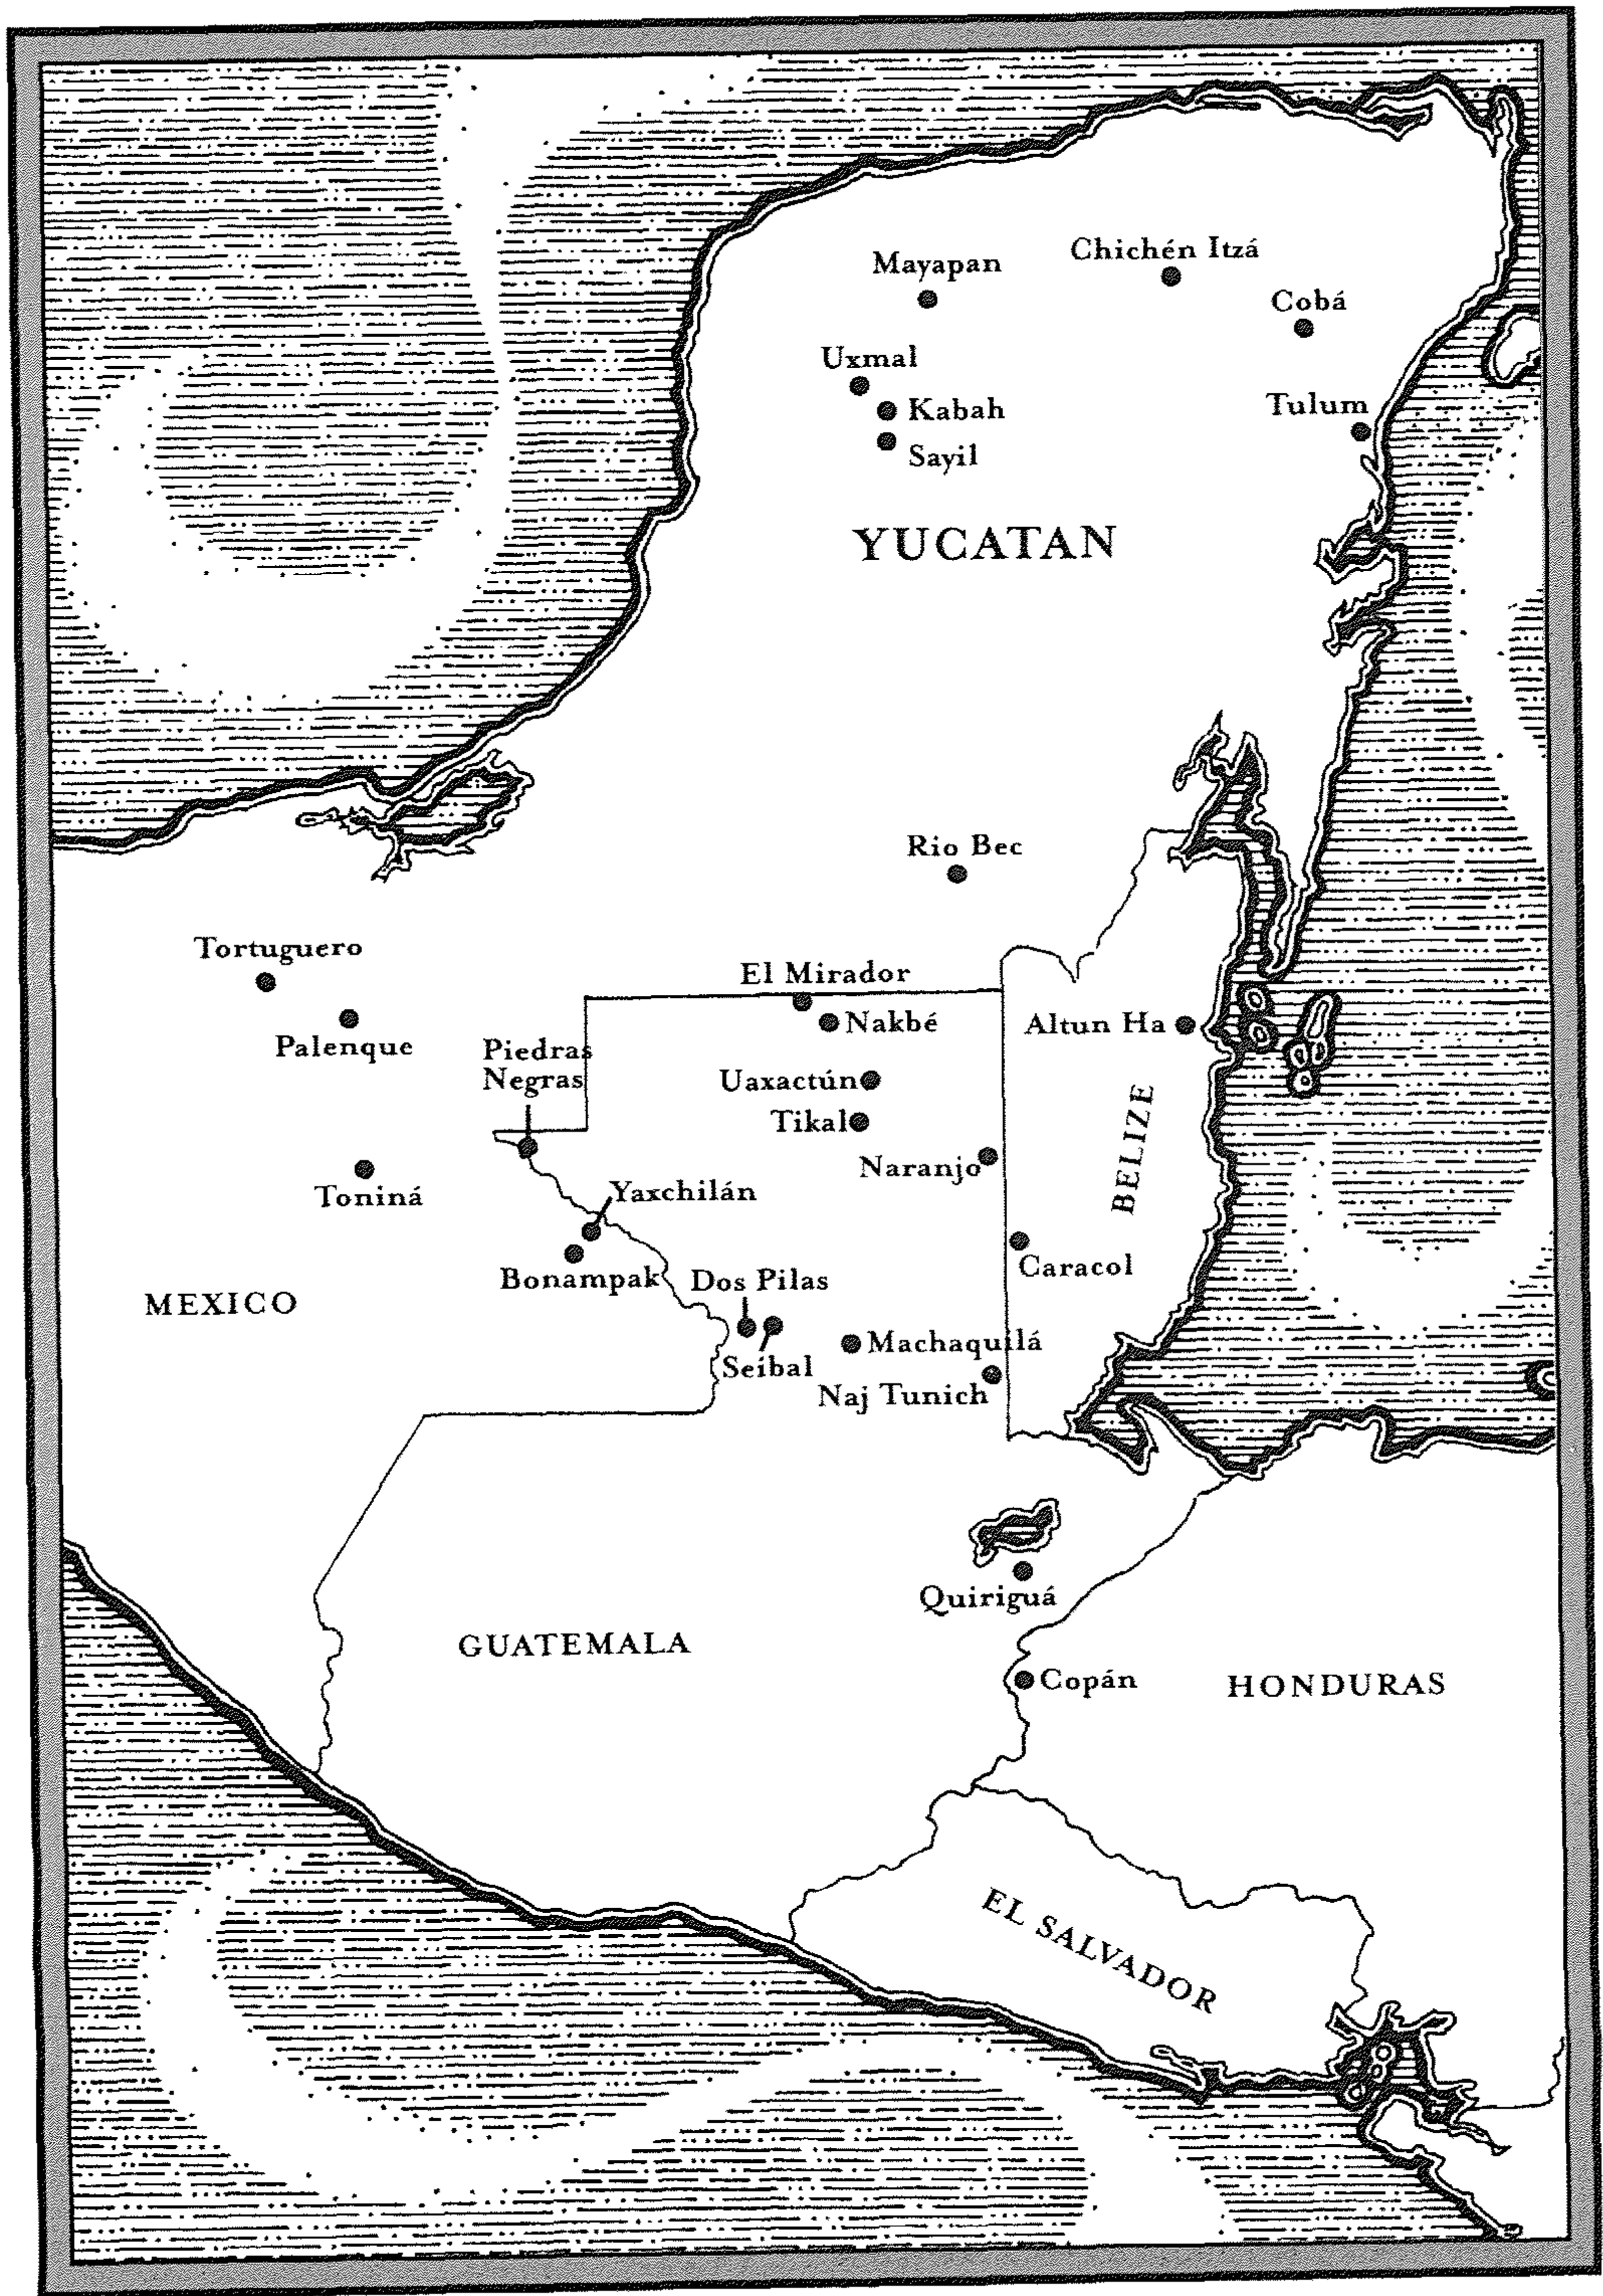 Chichén Itzá
Mayapan
Cobá
Uxmal
Kabah
Tulum
Sayil
YUCATAN
Rio Bec
Tortuguero
El Mirador
Nakbé
Altun Ha
Palenque
Piedras
Negras
Uaxactún
Tikal
BELIZE
Naranjo
Toniná
Yaxchilán
Caracol
Bonampak
Dos Pilas
MEXICO
Machaquilá
Seibal
Naj Tunich
Quiriguá
GUATEMALA
Copán
HONDURAS
EL SALVADOR